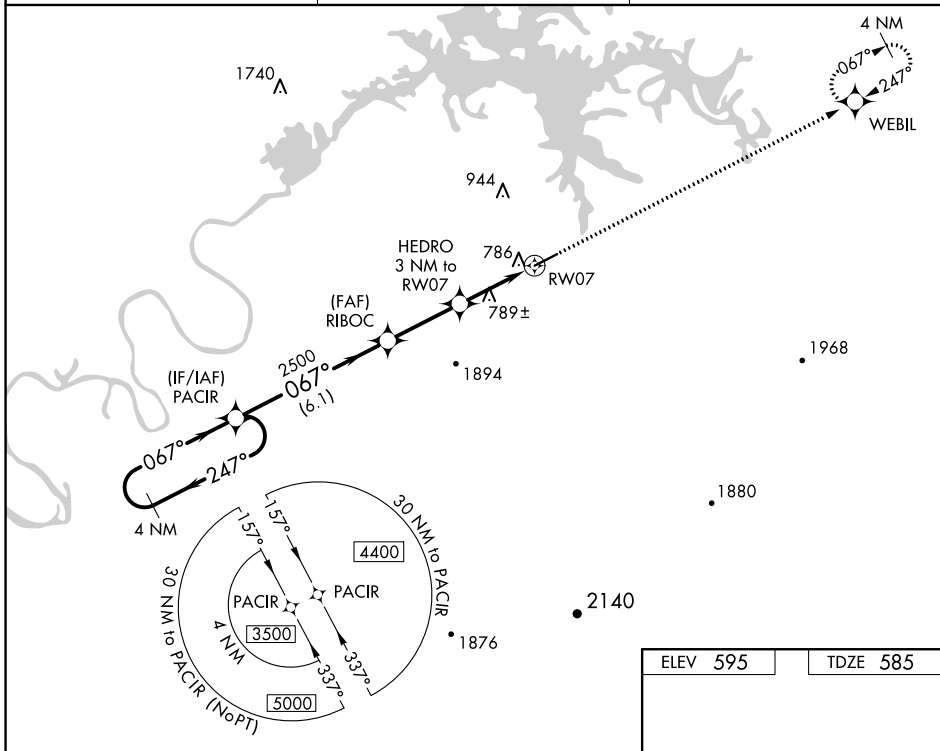 4 NM
067°
247°
WEBIL
1740
944
786
HEDRO
3 NM to
RW07
RW07
789±
(FAF)
RIBOC
1968
1894
2500
067°
(6.1)
(IF/IAF)
PACIR
067°
247°
4 NM
1880
157°
157°
30 NM to PACIR
4400
PACIR
PACIR
30 NM to PACIR (NoPT)
4 NM
3500
337°
337°
5000
2140
1876
ELEV 595
TDZE 585